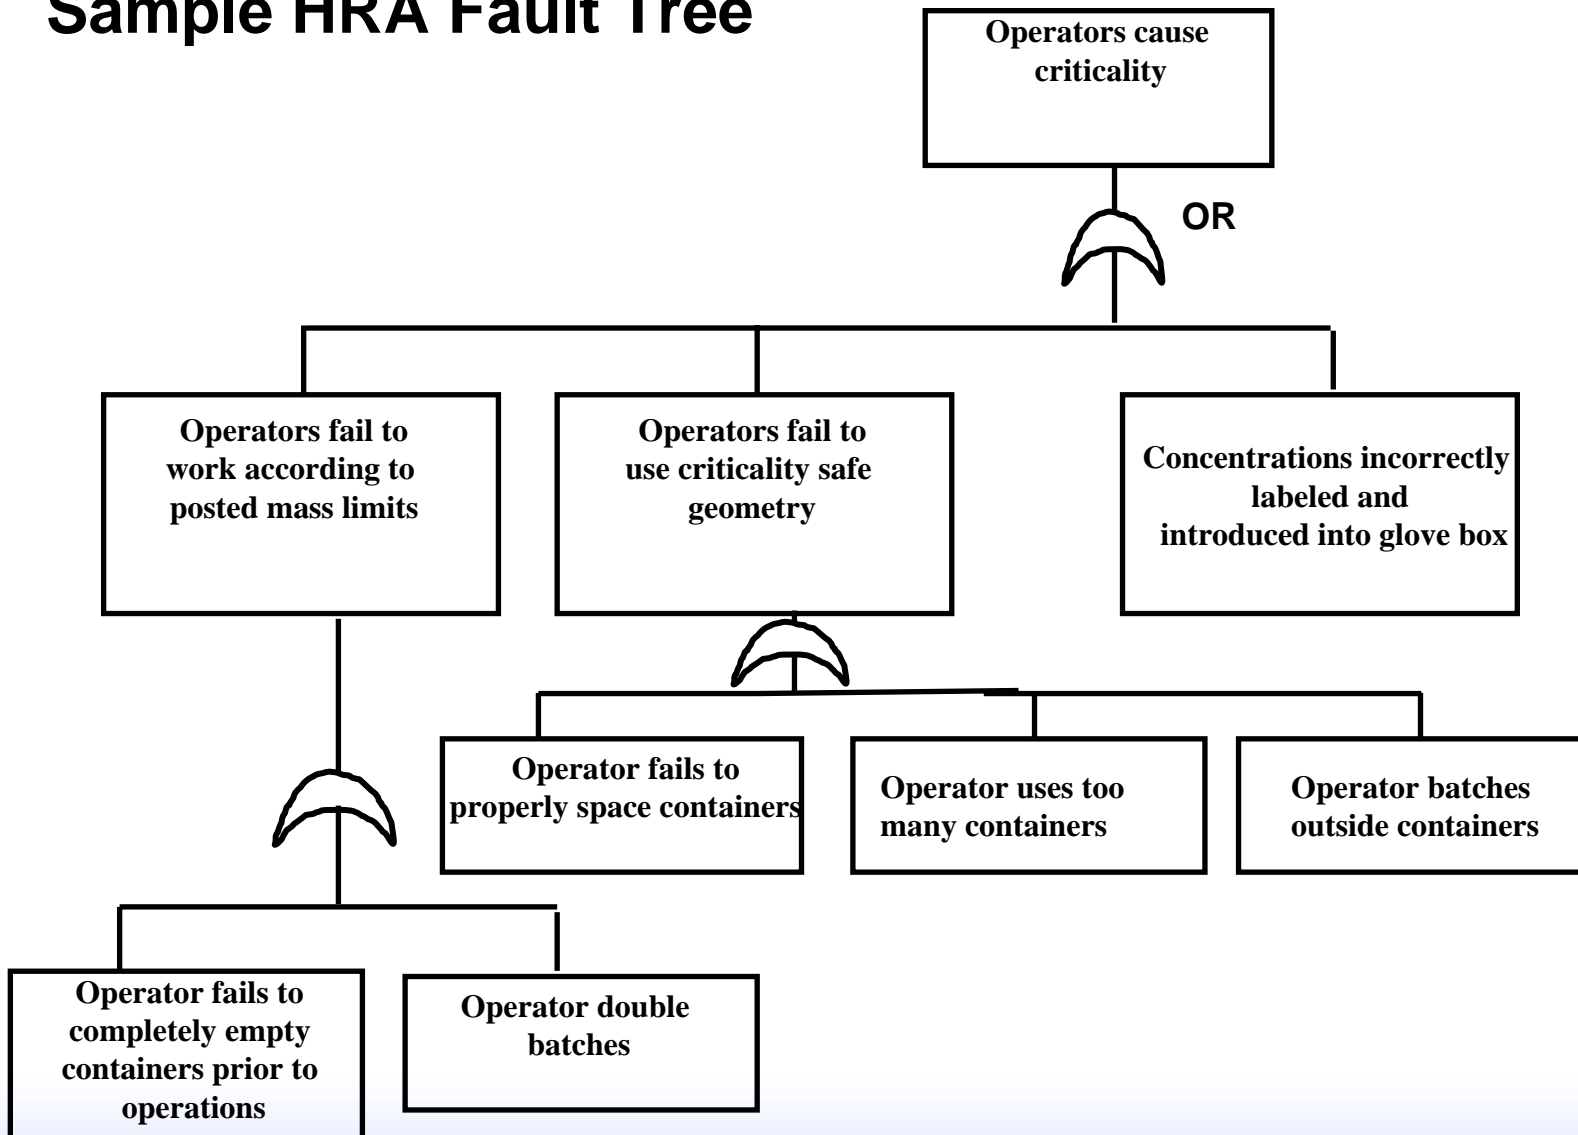 Sample HRA Fault Tree
Operators cause
criticality
OR
Operators fail to
work according to
posted mass limits
Operators fail to
use criticality safe
geometry
Concentrations incorrectly
labeled and
introduced into glove box
Operator fails to
properly space containers
Operator uses too
many containers
Operator batches
outside containers
Operator fails to
completely empty
containers prior to
operations
Operator double
batches